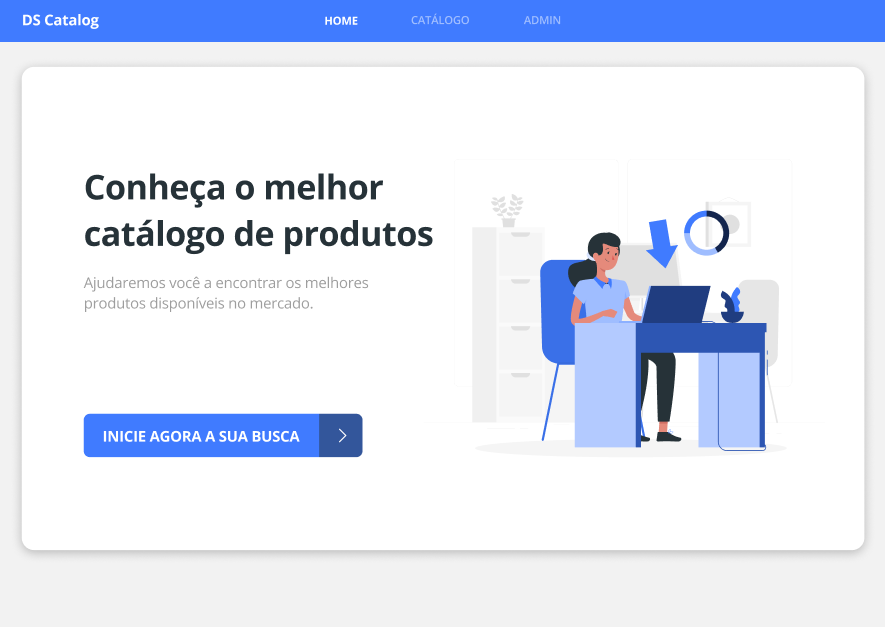 DS Catalog
HOME
CATÁLOGO
ADMIN
Conheça o melhor
catálogo de produtos
Ajudaremos você a encontrar os melhores
produtos disponíveis no mercado.
INICIE AGORA A SUA BUSCA